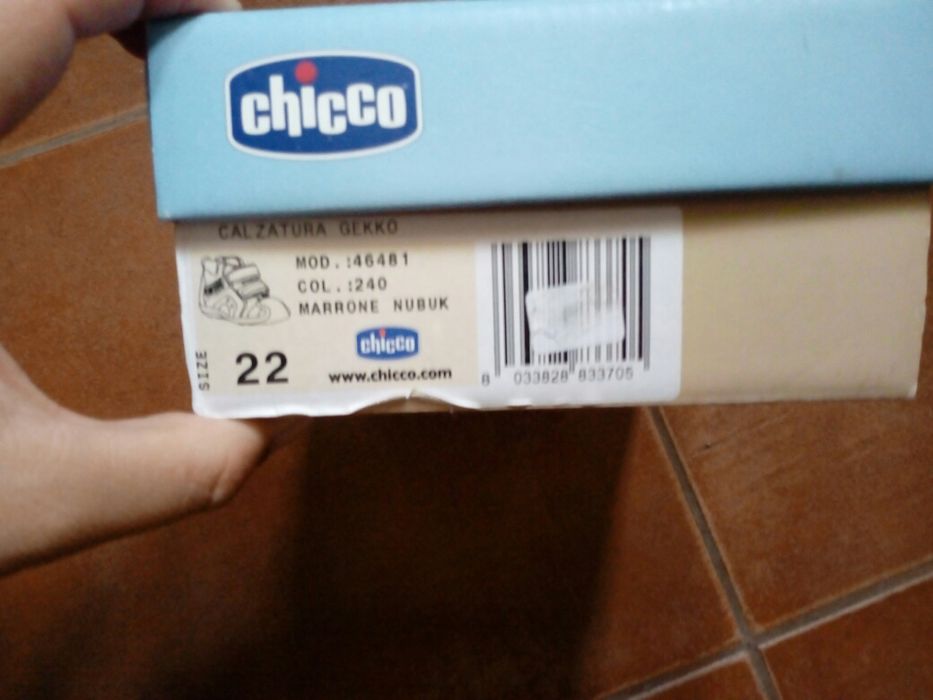 chicco
CALZATURA GEKKO
MOD.:46481
COL.:240
MARRONE NUBUK
chicco
SIZE
22
www.chicco.com
8 033828 833705